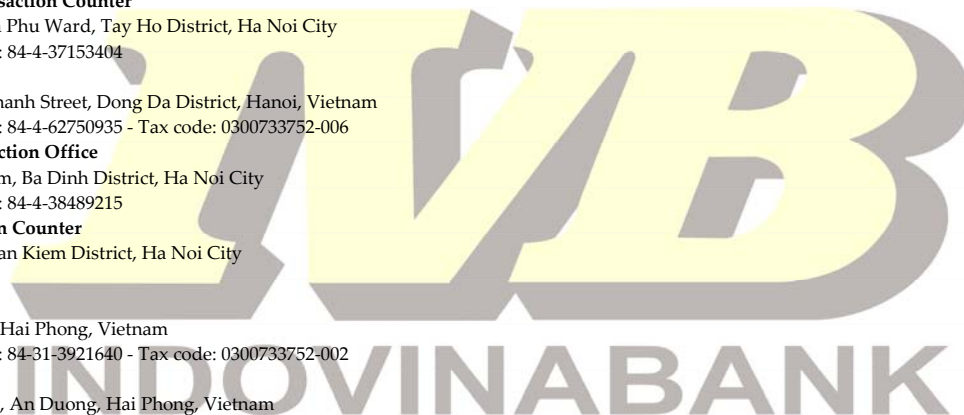 saction Counter
Phu Ward, Tay Ho District, Ha Noi City
: 84-4-37153404
hanh Street, Dong Da District, Hanoi, Vietnam
: 84-4-62750935 - Tax code: 0300733752-006
ction Office
m, Ba Dinh District, Ha Noi City
: 84-4-38489215
n Counter
an Kiem District, Ha Noi City
Hai Phong, Vietnam
: 84-31-3921640 - Tax code: 0300733752-002
, An Duong, Hai Phong, Vietnam
IVB
INDOVINABANK